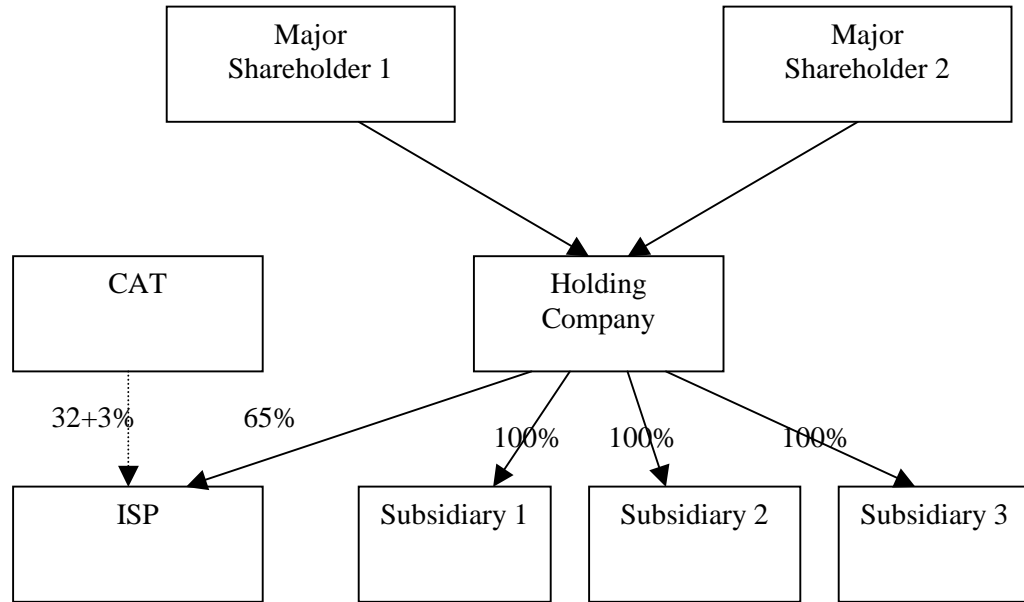 Major
Shareholder 1
Major
Shareholder 2
CAT
Holding
Company
32+3%
65%
100%
100%
100%
ISP
Subsidiary 1
Subsidiary 2
Subsidiary 3